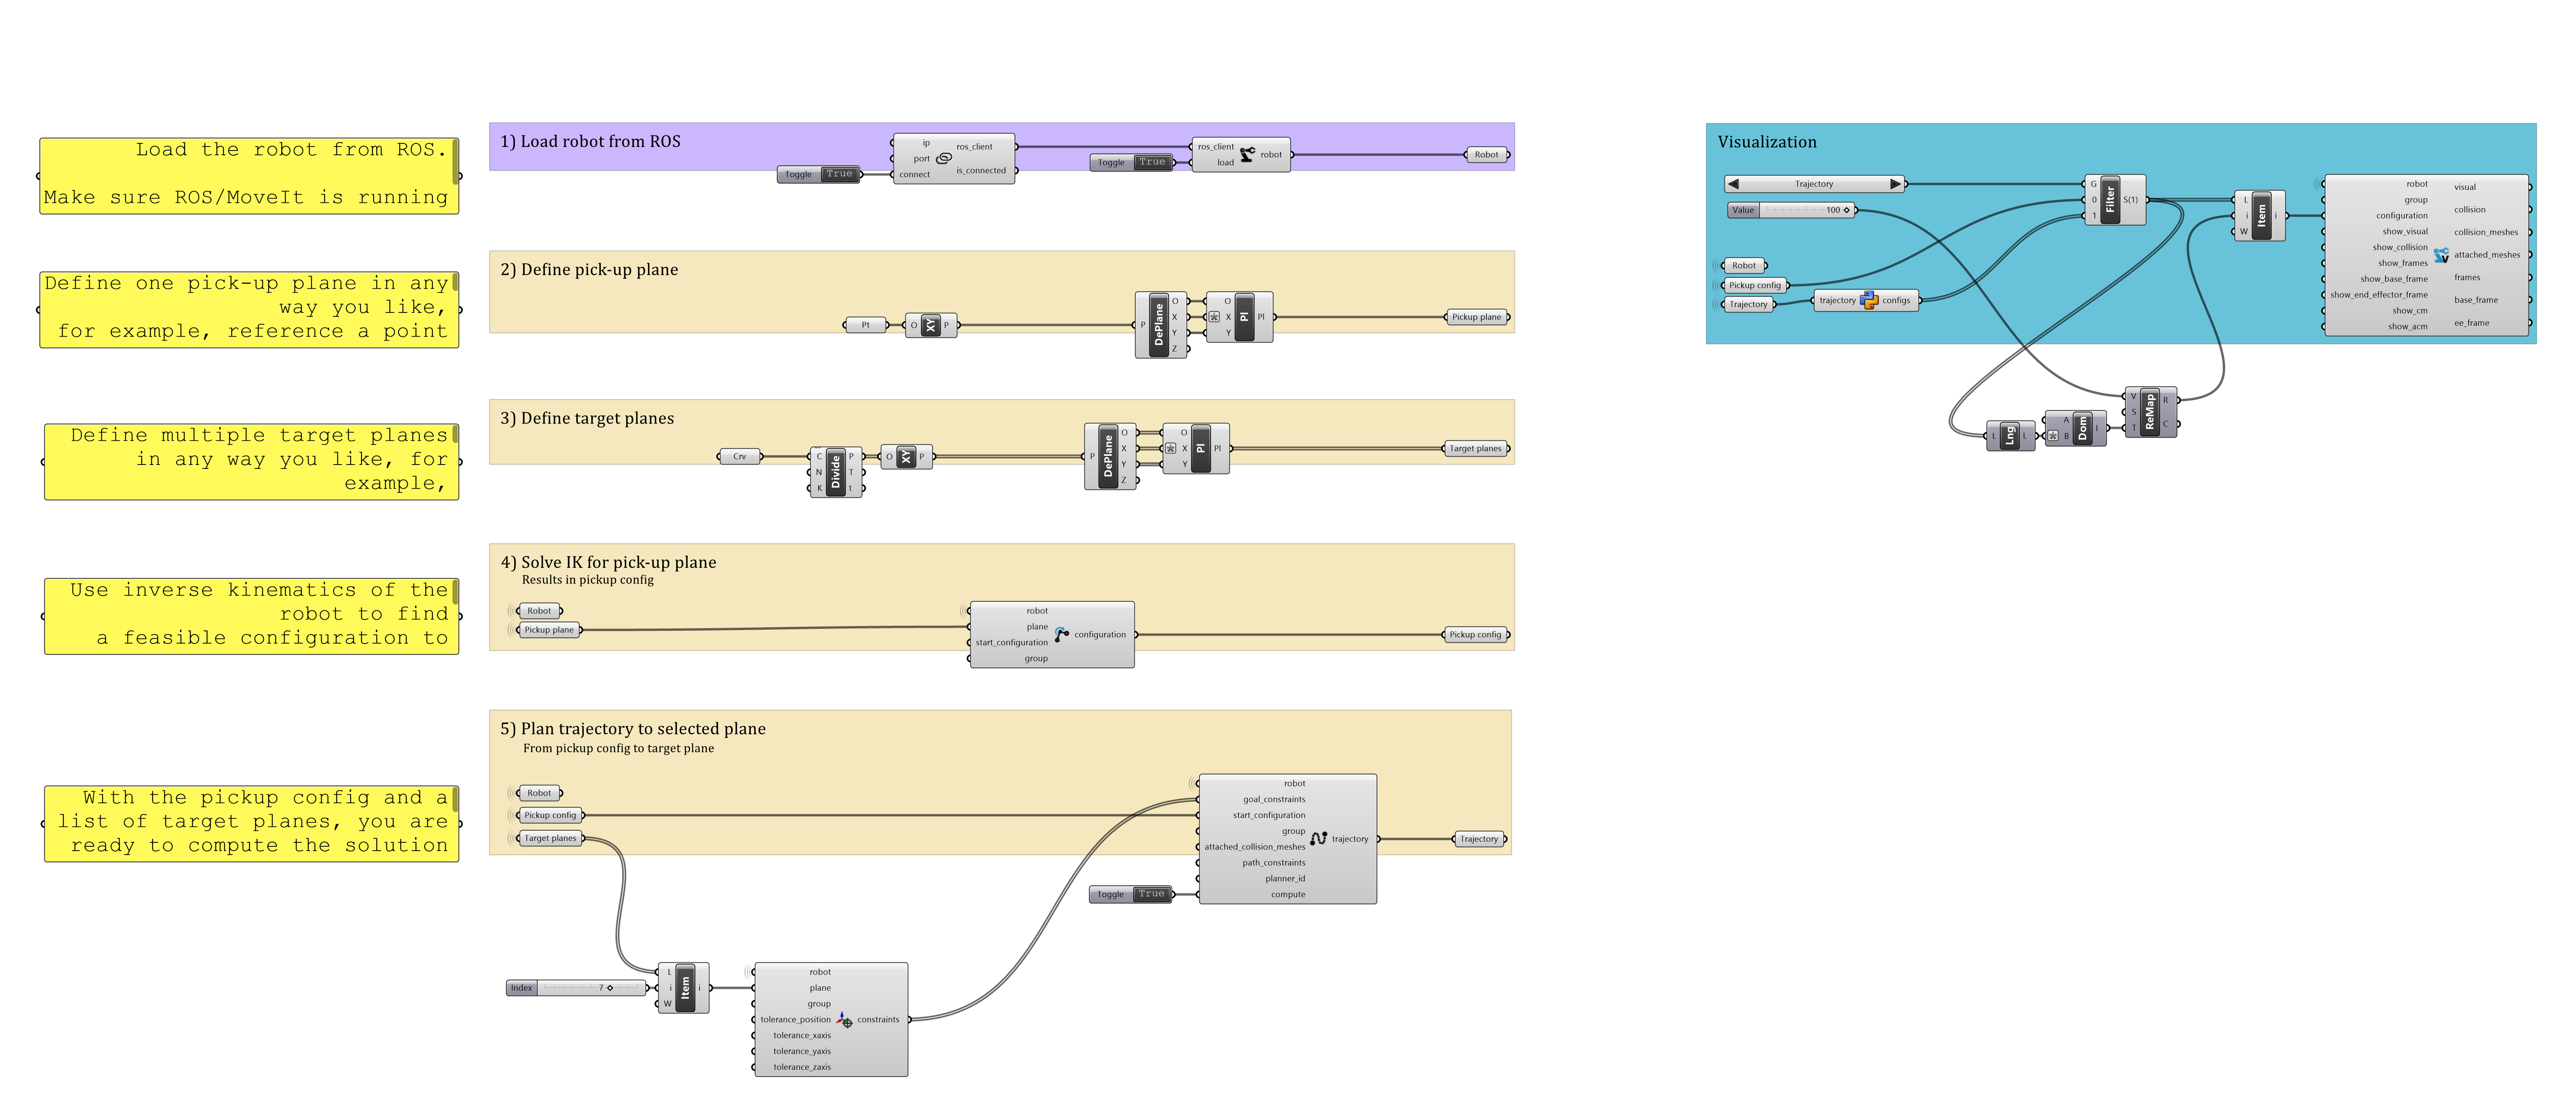 Load the robot from ROS.
Make sure ROS/MoveIt is running
1) Load robot from ROS
Toggle True
ip
port
connect
ros_client
is_connected
Toggle True
ros_client
load
robot
Robot
Define one pick-up plane in any
way you like,
for example, reference a point
2) Define pick-up plane
Pt
O XY P
P DePlane O X Y Z
O X Y Pl Pl
Pickup plane
Define multiple target planes
in any way you like, for
example,
3) Define target planes
Crv
C N K Divide P T t
O XY P
P DePlane O X Y Z
O X Y Pl Pl
Target planes
Use inverse kinematics of the
robot to find
a feasible configuration to
4) Solve IK for pick-up plane
Results in pickup config
Robot
Pickup plane
robot
plane
start_configuration
group
configuration
Pickup config
With the pickup config and a
list of target planes, you are
ready to compute the solution
5) Plan trajectory to selected plane
From pickup config to target plane
Robot
Pickup config
Target planes
robot
goal_constraints
start_configuration
group
attached_collision_meshes
path_constraints
planner_id
compute
trajectory
Trajectory
Toggle True
Index 7
L i W Item i
robot
plane
group
tolerance_position
tolerance_xaxis
tolerance_yaxis
tolerance_zaxis
constraints
Visualization
Trajectory
Value 100
Robot
Pickup config
Trajectory
trajectory configs
G 0 1 Filter S(1)
L i W Item i
robot
group
configuration
show_visual
show_collision
show_frames
show_base_frame
show_end_effector_frame
show_cm
show_acm
visual
collision
collision_meshes
attached_meshes
frames
base_frame
ee_frame
L Lng L
A B Dom I
V S T ReMap R C